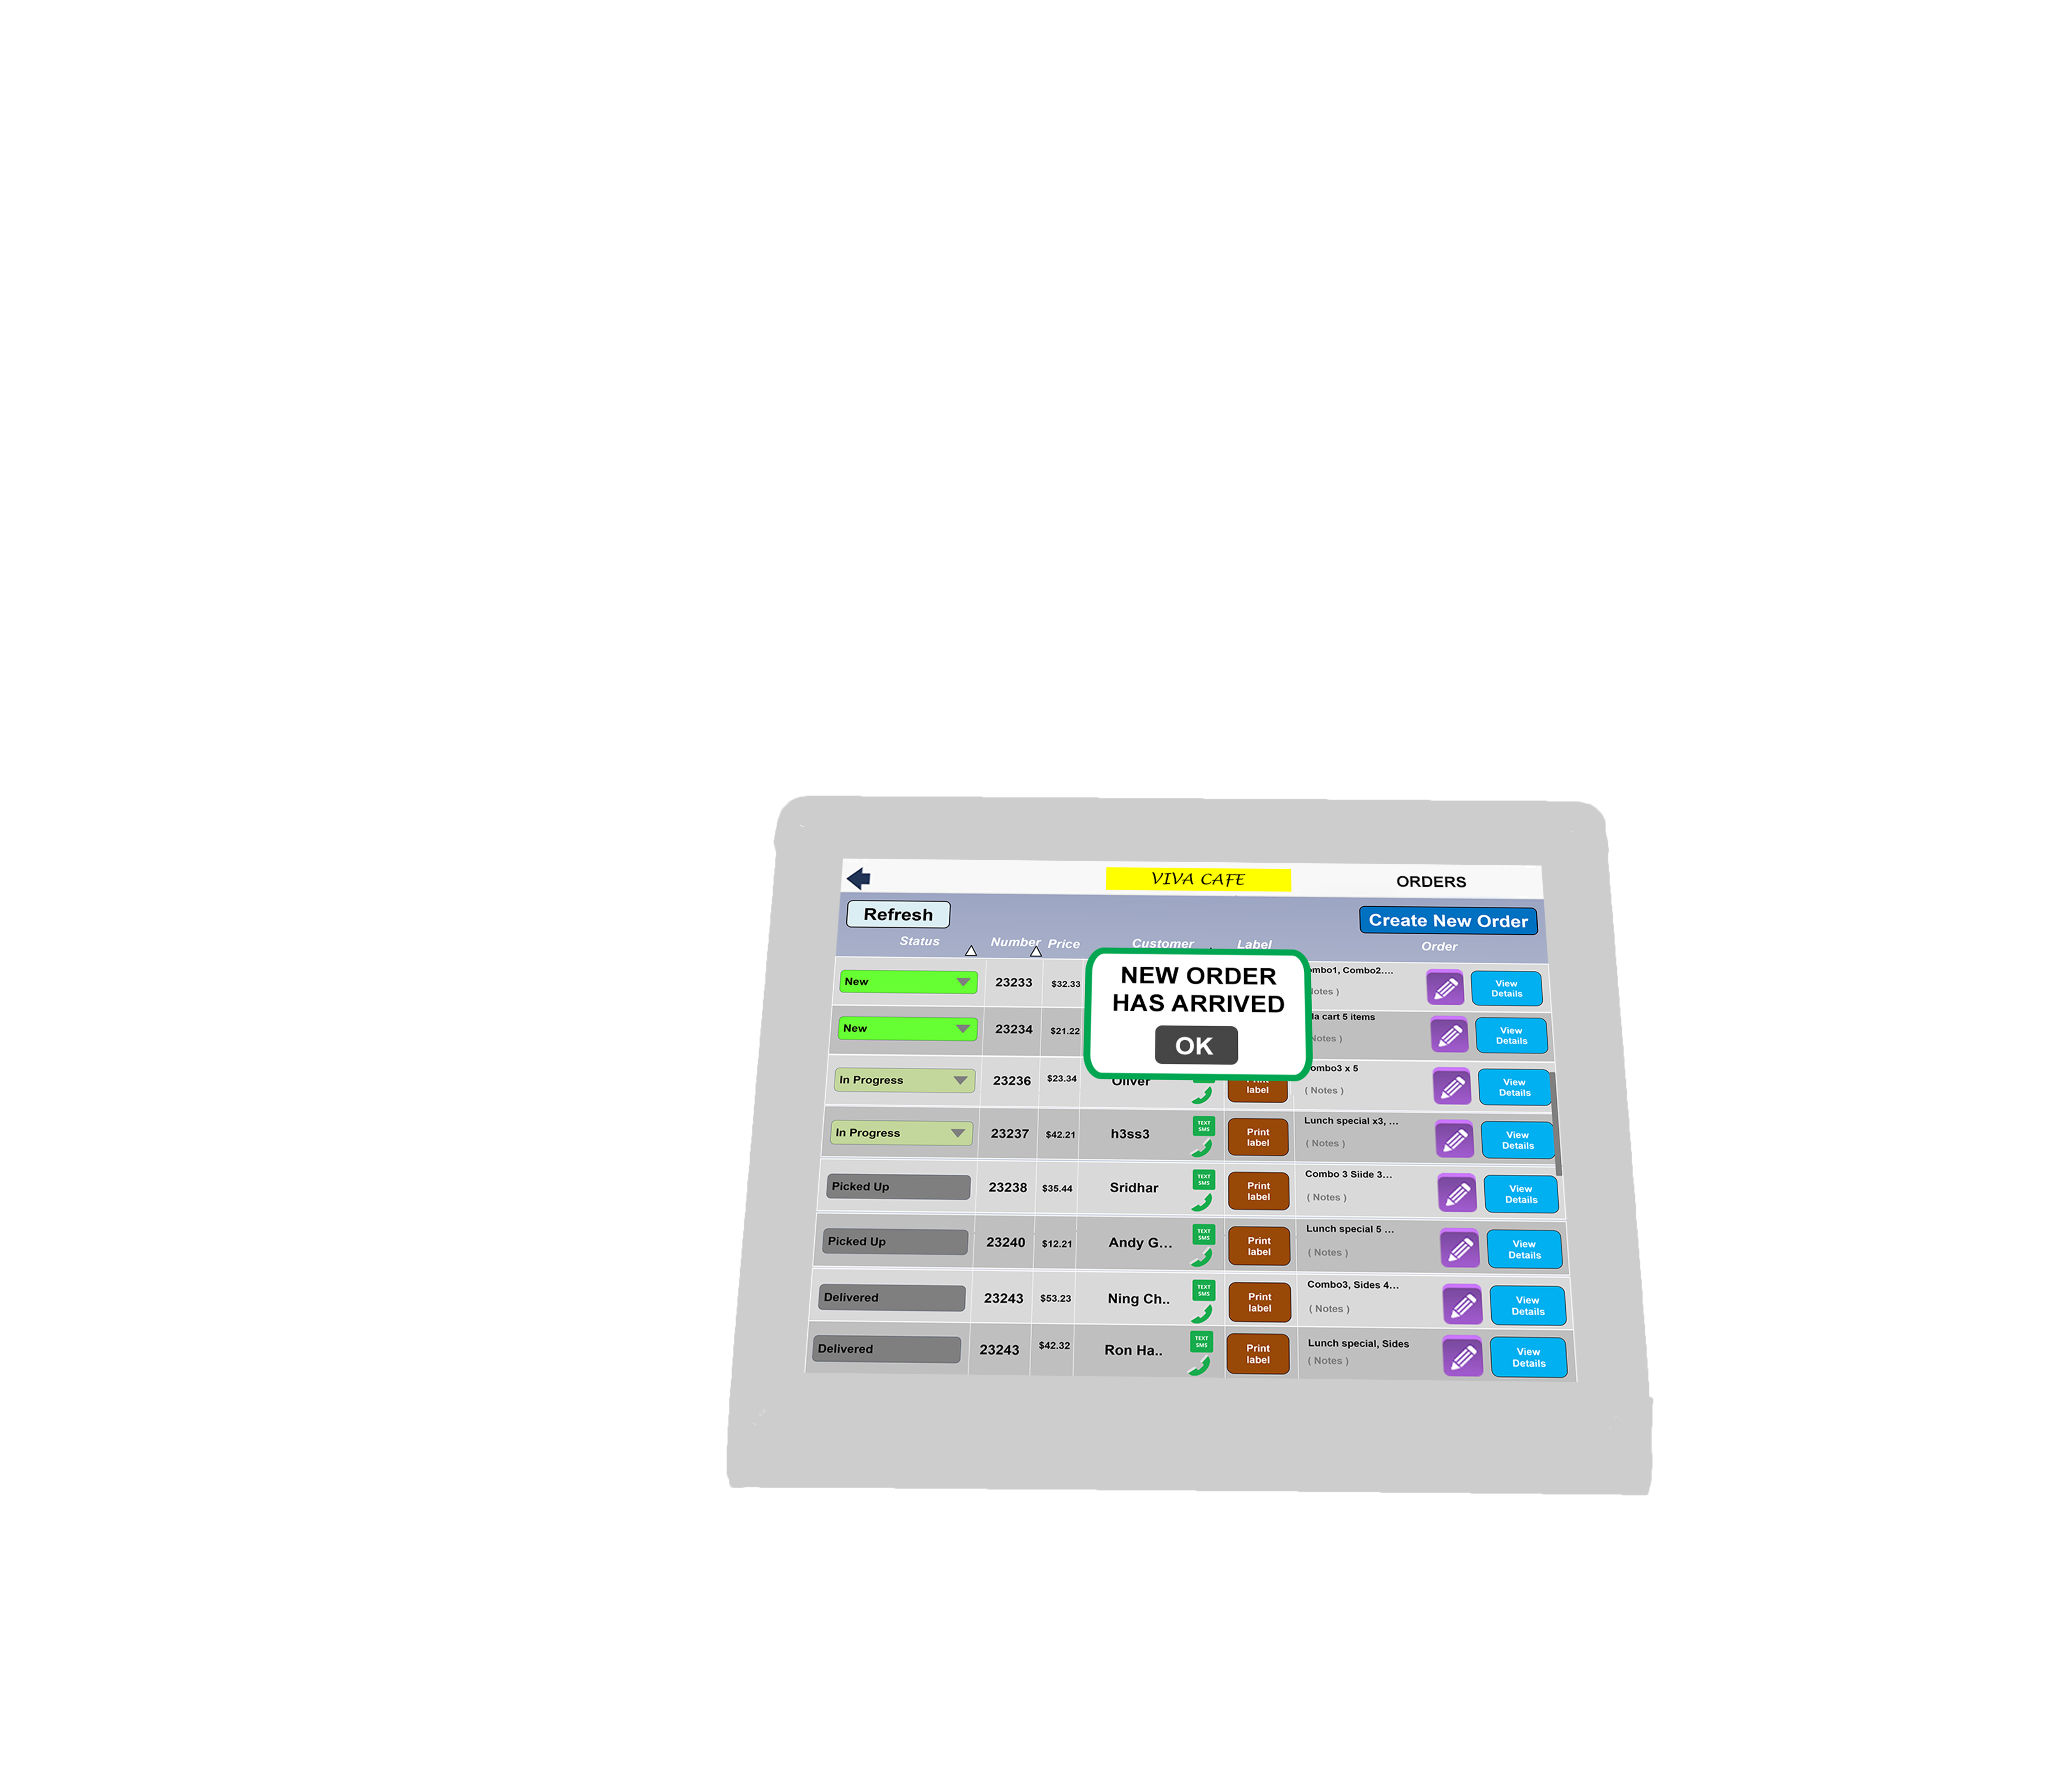 VIVA CAFE ORDERS
Refresh Create New Order
Status Number Price Customer Label Order
NEW ORDER
HAS ARRIVED
OK
New 23233 $32.33 Combo2.... View
Details
New 23234 $21.22 cart 5 items View
Details
In Progress 23236 $23.34 Oliver label x 5 View
( Notes ) Details
In Progress 23237 $42.21 h3ss3 TEXT
SMS Print
label Lunch special x3, ... View
( Notes ) Details
Picked Up 23238 $35.44 Sridhar TEXT
SMS Print
label Combo 3 Siide 3... View
( Notes ) Details
Picked Up 23240 $12.21 Andy G... TEXT
SMS Print
label Lunch special 5 ... View
( Notes ) Details
Delivered 23243 $53.23 Ning Ch.. TEXT
SMS Print
label Combo3, Sides 4... View
( Notes ) Details
Delivered 23243 $42.32 Ron Ha.. TEXT
SMS Print
label Lunch special, Sides View
( Notes ) Details